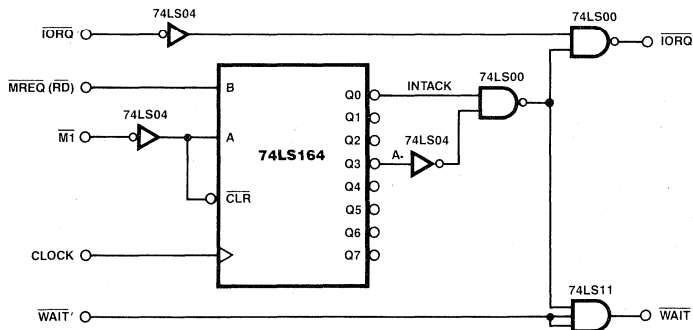 74LS04
74LS00
IORQ
IORQ
MREQ (RD)
B
Q0
INTACK
74LS00
Q1
74LS04
Q2
74LS04
M1
A
74LS164
Q3
A.
Q4
CLR
Q5
Q6
CLOCK
Q7
74LS11
WAIT'
WAIT